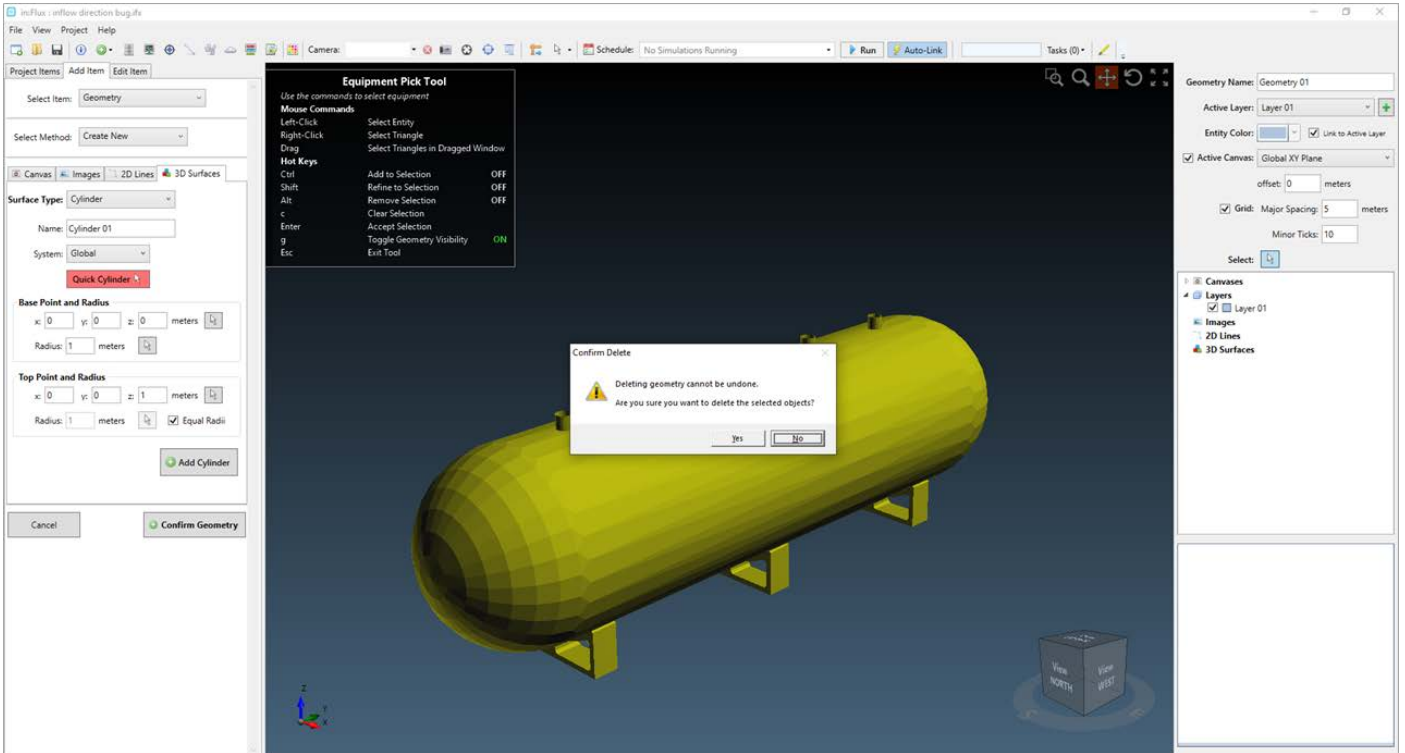 in:Flux : inflow direction bug.ifx
File View Project Help
Camera:
Schedule: No Simulations Running
Run
Auto-Link
Tasks (0)
Project Items Add Item Edit Item
Select Item: Geometry
Select Method: Create New
Canvas Images 2D Lines 3D Surfaces
Surface Type: Cylinder
Name: Cylinder 01
System: Global
Quick Cylinder
Base Point and Radius
x: 0 y: 0 z: 0 meters
Radius: 1 meters
Top Point and Radius
x: 0 y: 0 z: 1 meters
Radius: 1 meters Equal Radii
Add Cylinder
Cancel Confirm Geometry
Equipment Pick Tool
Use the commands to select equipment
Mouse Commands
Left-Click Select Entity
Right-Click Select Triangle
Drag Select Triangles in Dragged Window
Hot Keys
Ctrl Add to Selection OFF
Shift Refine to Selection OFF
Alt Remove Selection OFF
c Clear Selection
Enter Accept Selection
g Toggle Geometry Visibility ON
Esc Exit Tool
Confirm Delete
Deleting geometry cannot be undone.
Are you sure you want to delete the selected objects?
Yes No
Z
Y
X
View NORTH
View WEST
S
E
Geometry Name: Geometry 01
Active Layer: Layer 01
Entity Color: Link to Active Layer
Active Canvas: Global XY Plane
offset: 0 meters
Grid: Major Spacing: 5 meters
Minor Ticks: 10
Select:
Canvases
Layers
Layer 01
Images
2D Lines
3D Surfaces